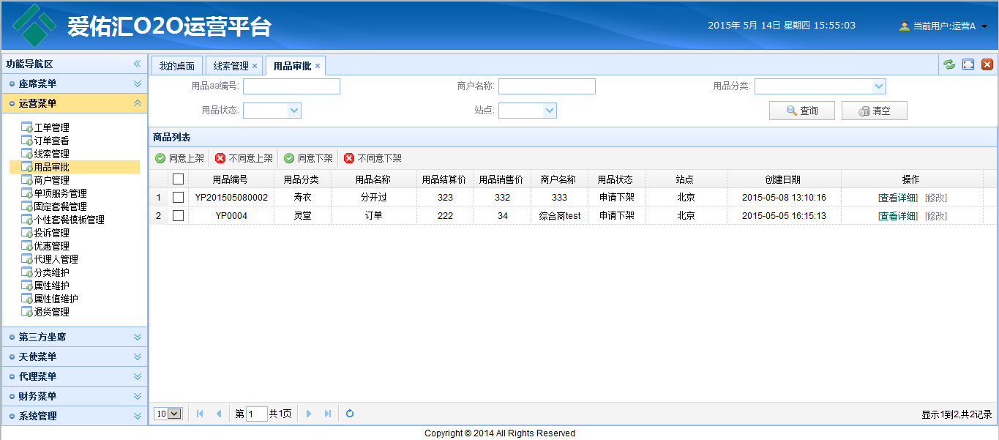 爱佑汇O2O运营平台
2015年 5月 14日 星期四 15:55:03
当前用户:运营A
功能导航区
座席菜单
运营菜单
工单管理
订单查看
线索管理
用品审批
商户管理
单项服务管理
固定套餐管理
个性套餐模板管理
投诉管理
优惠管理
代理人管理
分类维护
属性维护
属性值维护
退货管理
第三方坐席
天使菜单
代理菜单
财务菜单
系统管理
我的桌面 线索管理 用品审批
用品aa编号: 商户名称: 用品分类:
用品状态: 站点: 查询 清空
商品列表
同意上架 不同意上架 同意下架 不同意下架
用品编号 用品分类 用品名称 用品结算价 用品销售价 商户名称 用品状态 站点 创建日期 操作
1 YP201505080002 寿衣 分开过 323 332 333 申请下架 北京 2015-05-08 13:10:16 [查看详细] [修改]
2 YP0004 灵堂 订单 222 34 综合商test 申请下架 北京 2015-05-05 16:15:13 [查看详细] [修改]
10 第 1 共1页 显示1到2,共2记录
Copyright © 2014 All Rights Reserved